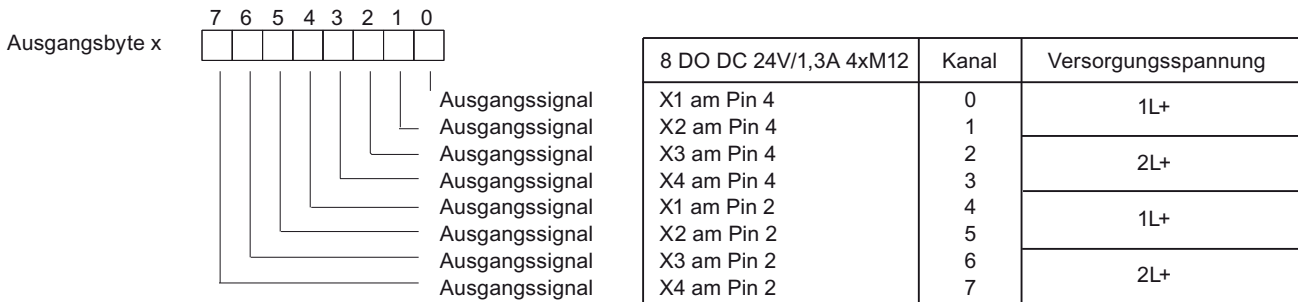 7 6 5 4 3 2 1 0
Ausgangsbyte x
8 DO DC 24V/1,3A 4xM12 Kanal Versorgungsspannung
Ausgangssignal X1 am Pin 4 0 1L+
Ausgangssignal X2 am Pin 4 1
Ausgangssignal X3 am Pin 4 2 2L+
Ausgangssignal X4 am Pin 4 3
Ausgangssignal X1 am Pin 2 4 1L+
Ausgangssignal X2 am Pin 2 5
Ausgangssignal X3 am Pin 2 6 2L+
Ausgangssignal X4 am Pin 2 7